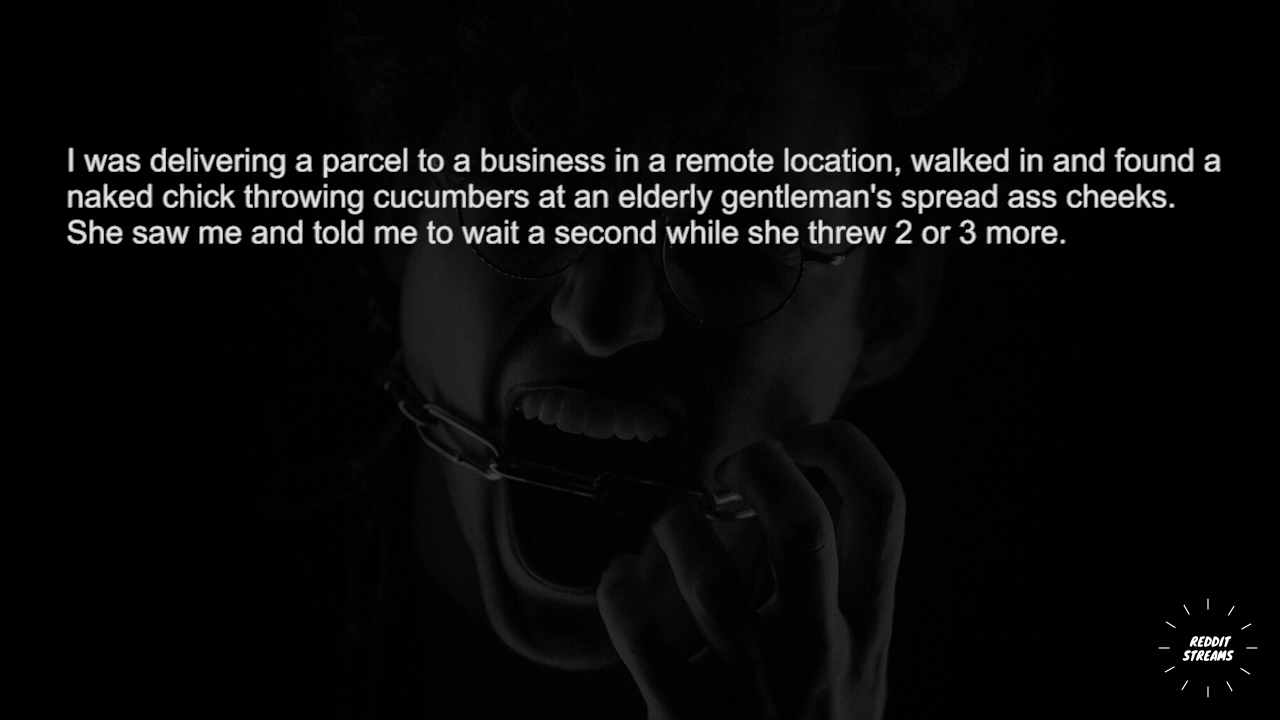 I was delivering a parcel to a business in a remote location, walked in and found a
naked chick throwing cucumbers at an elderly gentleman's spread ass cheeks.
She saw me and told me to wait a second while she threw 2 or 3 more.
REDDIT
STREAMS